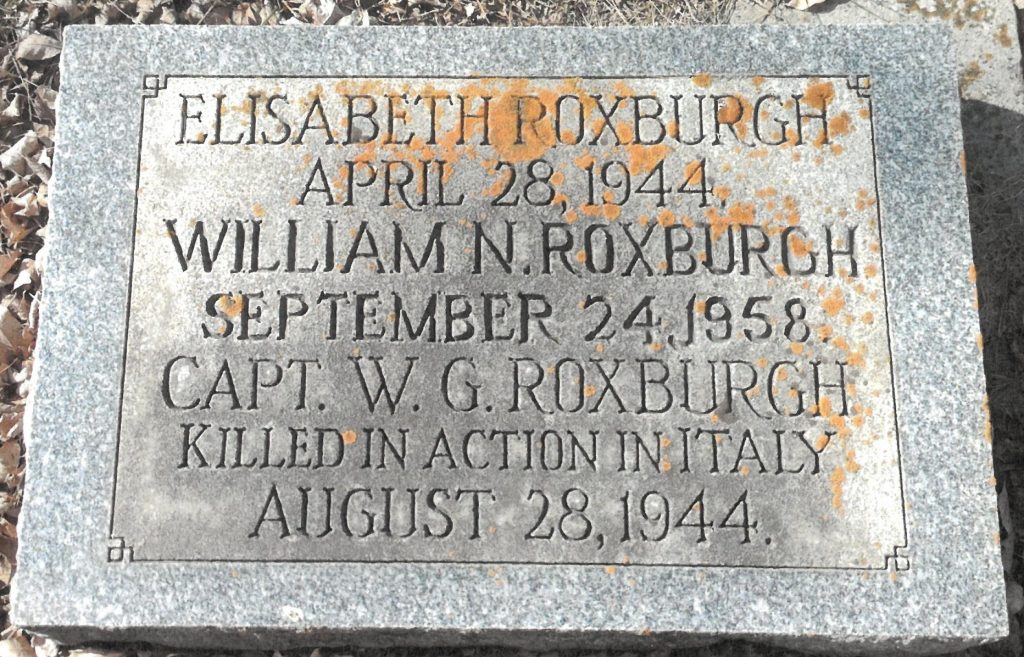 ELISABETH ROXBURGH
APRIL 28, 1944.
WILLIAM N. ROXBURGH
SEPTEMBER 24, 1958.
CAPT. W. G. ROXBURGH
KILLED IN ACTION IN ITALY
AUGUST 28, 1944.